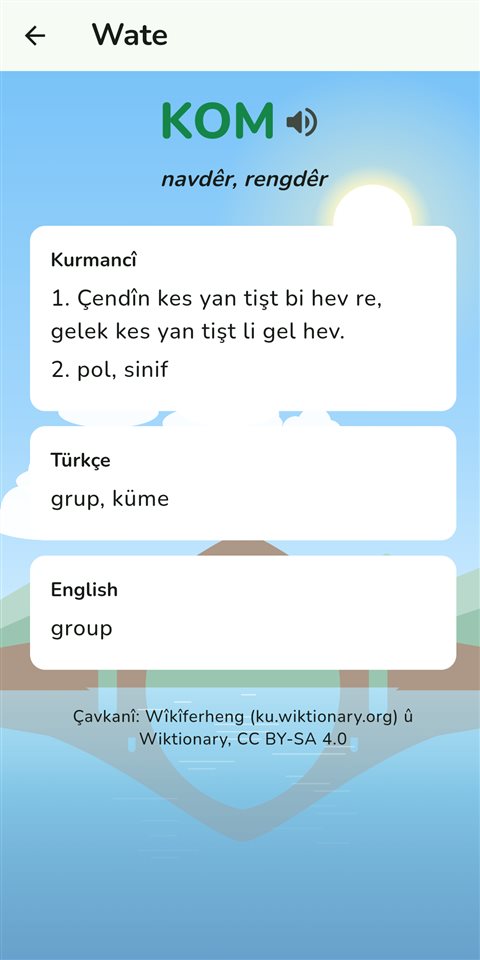 Wate
KOM
navdêr, rengdêr
Kurmancî
1. Çendîn kes yan tişt bi hev re,
gelek kes yan tişt li gel hev.
2. pol, sinif
Türkçe
grup, küme
English
group
Çavkanî: Wîkîferheng (ku.wiktionary.org) û
Wiktionary, CC BY-SA 4.0